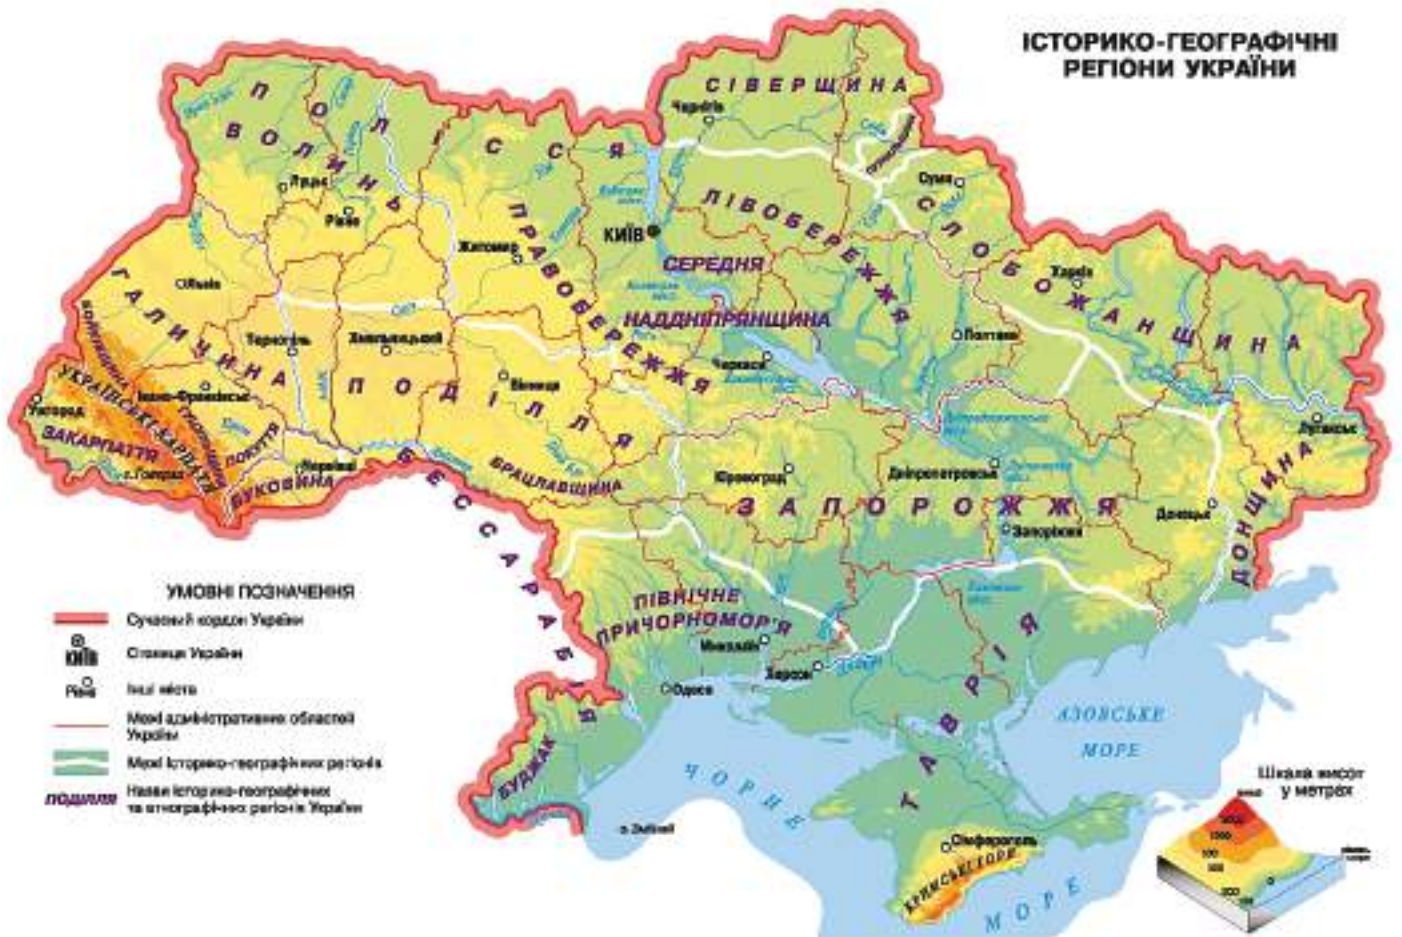 ІСТОРИКО-ГЕОГРАФІЧНІ
РЕГІОНИ УКРАЇНИ
СІВЕРЩИНА
Чернігів
ПОЛІССЯ
ВОЛИНЬ
Луцьк
Рівне
Суми
ЛІВОБЕРЕЖЖЯ
СЛОБОЖАНЩИНА
ПРАВОБЕРЕЖЖЯ
КИЇВ
Житомир
СЕРЕДНЯ
НАДДНІПРЯНЩИНА
Харків
Львів
ГАЛИЧИНА
Тернопіль
Хмельницький
Вінниця
Черкаси
Полтава
ПОДІЛЛЯ
Івано-Франківськ
Ужгород
УКРАЇНСЬКІ КАРПАТИ
ЗАКАРПАТТЯ
г. Говерла
ПОКУТТЯ
Чернівці
БУКОВИНА
БРАЦЛАВЩИНА
Кіровоград
Дніпропетровськ
Луганськ
ЗАПОРОЖЖЯ
Запоріжжя
Донецьк
ДОНЩИНА
БЕССАРАБІЯ
ПІВНІЧНЕ
ПРИЧОРНОМОР'Я
Миколаїв
Херсон
Одеса
ТАВРІЯ
БУДЖАК
АЗОВСЬКЕ
МОРЕ
ЧОРНЕ
МОРЕ
о. Зміїний
Сімферополь
КРИМСЬКІ ГОРИ
УМОВНІ ПОЗНАЧЕННЯ
Сучасний кордон України
КИЇВ Столиця України
Рівне Інші міста
Межі адміністративних областей
України
Межі історико-географічних регіонів
ПОДІЛЛЯ Назви історико-географічних
та етнографічних регіонів України
Шкала висот
у метрах